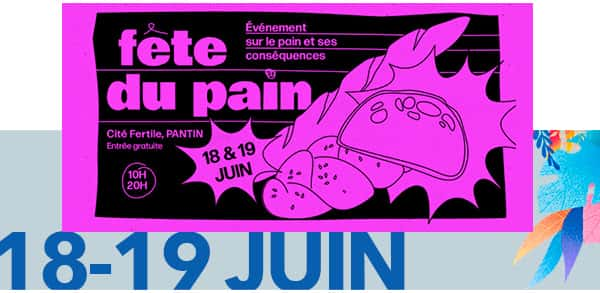 fête
du pain
Événement
sur le pain et ses
conséquences
Cité Fertile, PANTIN
Entrée gratuite
10H
20H
18 & 19
JUIN
18-19 JUIN